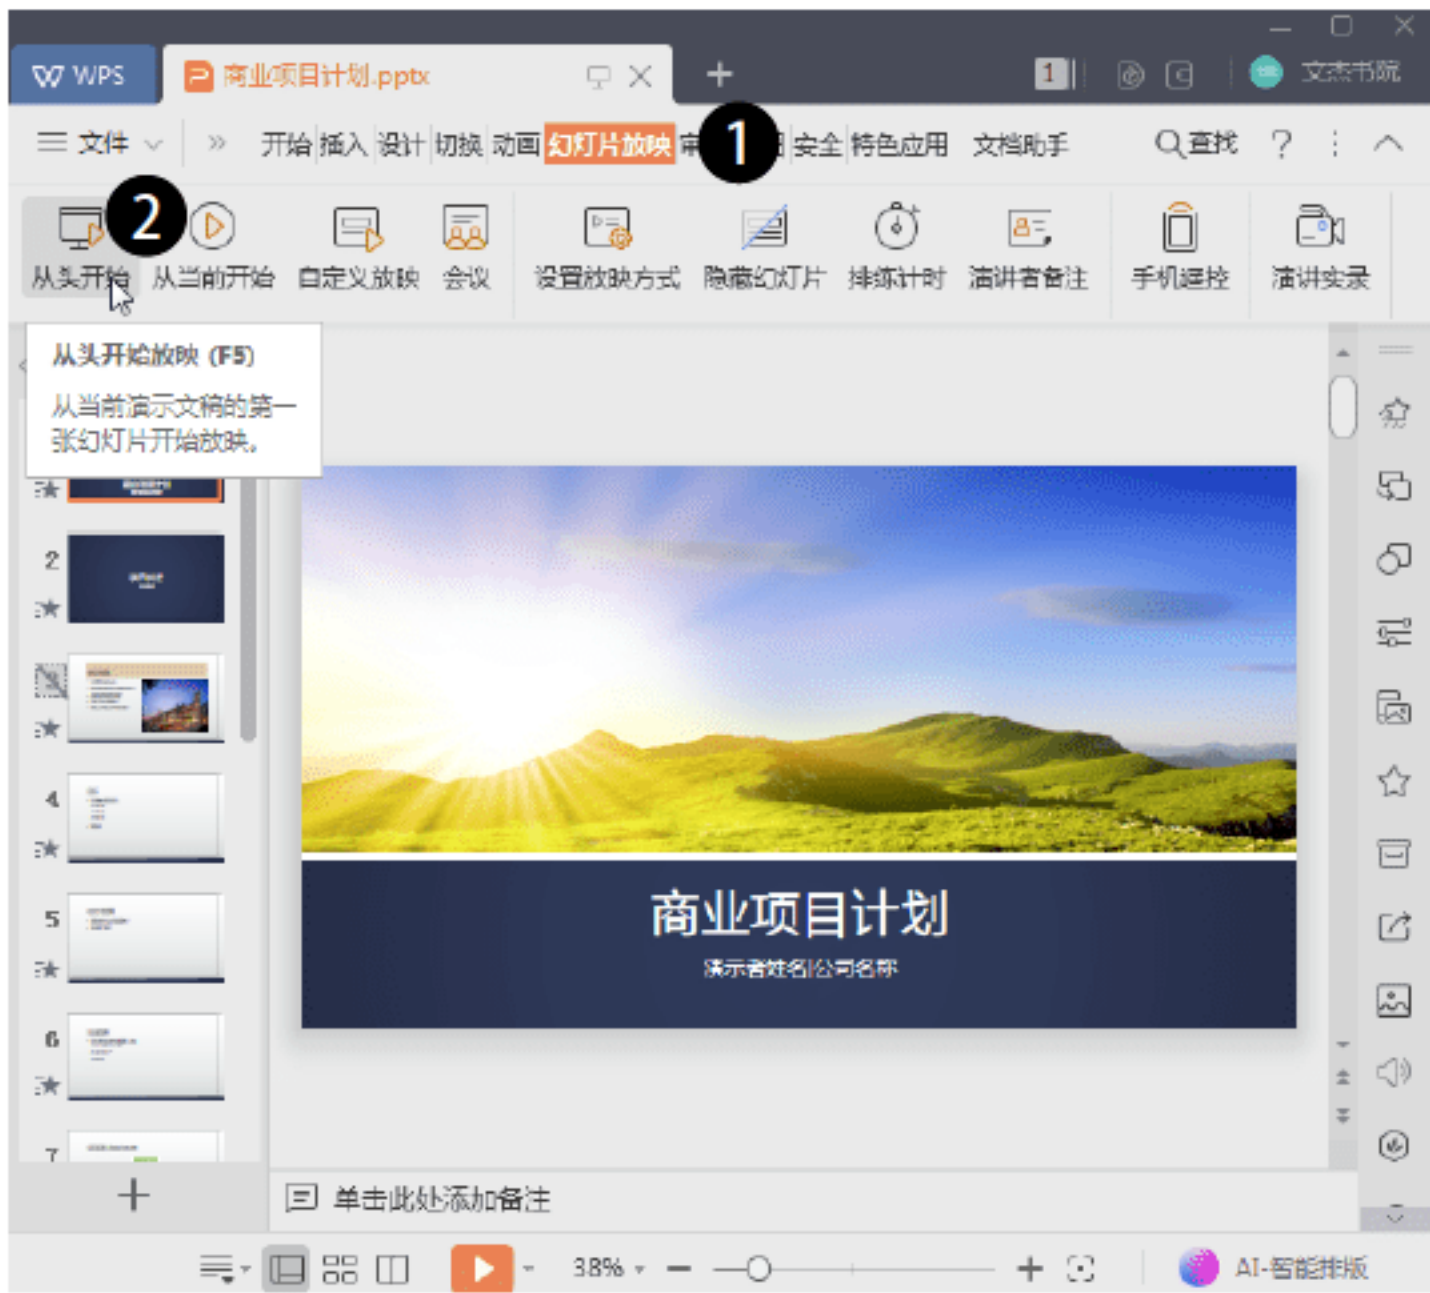 WPS 商业项目计划.pptx 1 文杰书院
文件 开始 插入 设计 切换 动画 幻灯片放映 审 1 安全 特色应用 文档助手 查找 ?
2
从头开始 从当前开始 自定义放映 会议 设置放映方式 隐藏幻灯片 排练计时 演讲者备注 手机遥控 演讲实录
从头开始放映 (F5)
从当前演示文稿的第一
张幻灯片开始放映。
2
3
4
5
6
7
商业项目计划
演示者姓名|公司名称
单击此处添加备注
38% AI-智能排版